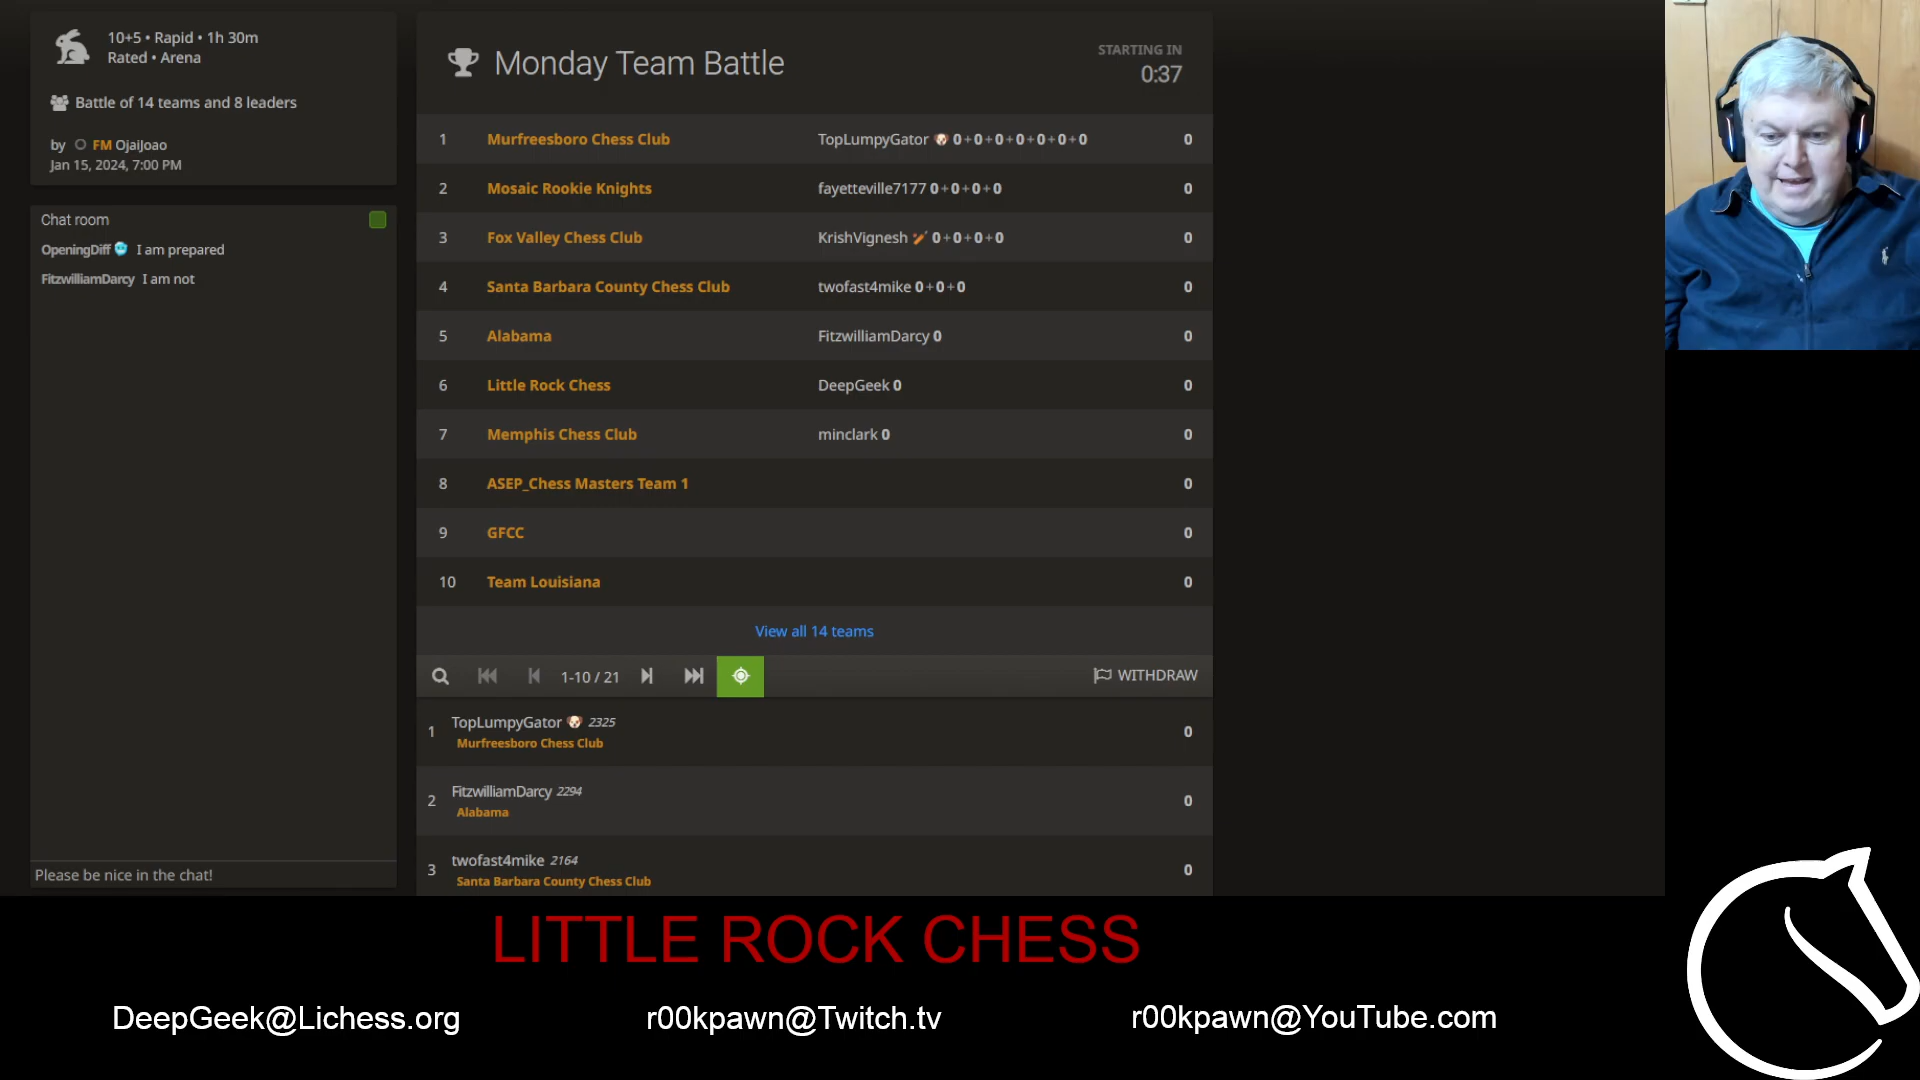 10+5 • Rapid • 1h 30m
Rated • Arena
Battle of 14 teams and 8 leaders
by FM OjaiJoao
Jan 15, 2024, 7:00 PM
Chat room
OpeningDiff I am prepared
FitzwilliamDarcy I am not
Please be nice in the chat!
Monday Team Battle
STARTING IN
0:37
1 Murfreesboro Chess Club TopLumpyGator 0+0+0+0+0+0+0 0
2 Mosaic Rookie Knights fayetteville7177 0+0+0+0 0
3 Fox Valley Chess Club KrishVignesh 0+0+0+0 0
4 Santa Barbara County Chess Club twofast4mike 0+0+0 0
5 Alabama FitzwilliamDarcy 0 0
6 Little Rock Chess DeepGeek 0 0
7 Memphis Chess Club minclark 0 0
8 ASEP_Chess Masters Team 1 0
9 GFCC 0
10 Team Louisiana 0
View all 14 teams
1-10 / 21 WITHDRAW
1 TopLumpyGator 2325 0
Murfreesboro Chess Club
2 FitzwilliamDarcy 2294 0
Alabama
3 twofast4mike 2164 0
Santa Barbara County Chess Club
LITTLE ROCK CHESS
DeepGeek@Lichess.org r00kpawn@Twitch.tv r00kpawn@YouTube.com